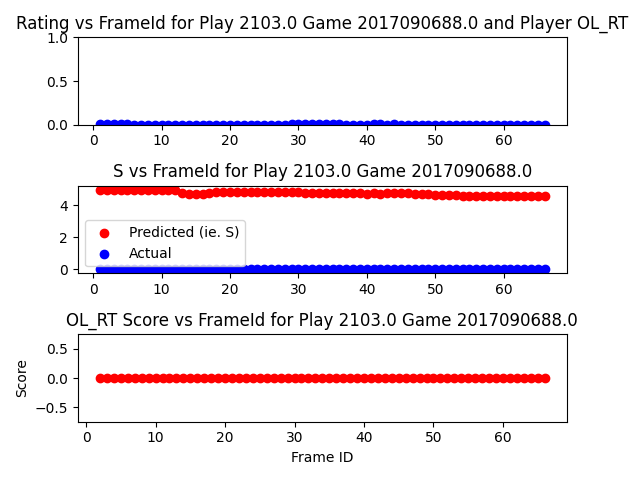 Rating vs FrameId for Play 2103.0 Game 2017090688.0 and Player OL_RT
1.0
0.5
0.0
0 10 20 30 40 50 60
S vs FrameId for Play 2103.0 Game 2017090688.0
4
2
0
Predicted (ie. S)
Actual
0 10 20 30 40 50 60
OL_RT Score vs FrameId for Play 2103.0 Game 2017090688.0
Score
0.5
0.0
−0.5
0 10 20 30 40 50 60
Frame ID